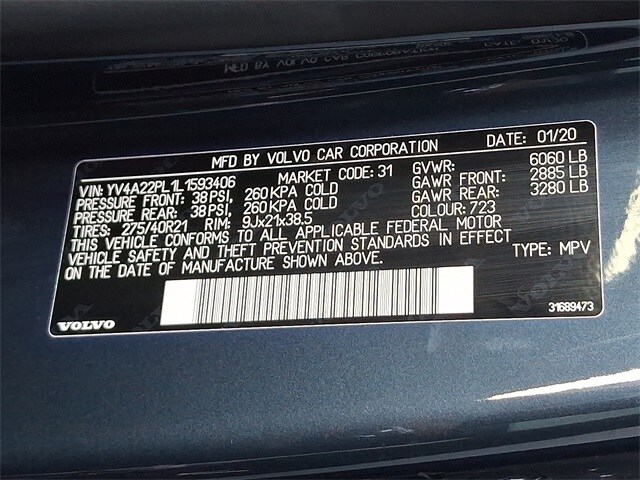 MFD BY VOLVO CAR CORPORATION DATE: 01/20
VIN: YV4A22PL1L1593406 MARKET CODE: 31 GVWR: 6060 LB
PRESSURE FRONT: 38 PSI, 260 KPA COLD GAWR FRONT: 2885 LB
PRESSURE REAR: 38 PSI, 260 KPA COLD GAWR REAR: 3280 LB
TIRES: 275/40R21 RIM: 9Jx21x38.5 COLOUR: 723
THIS VEHICLE CONFORMS TO ALL APPLICABLE FEDERAL MOTOR
VEHICLE SAFETY AND THEFT PREVENTION STANDARDS IN EFFECT
ON THE DATE OF MANUFACTURE SHOWN ABOVE. TYPE: MPV
VOLVO 31689473